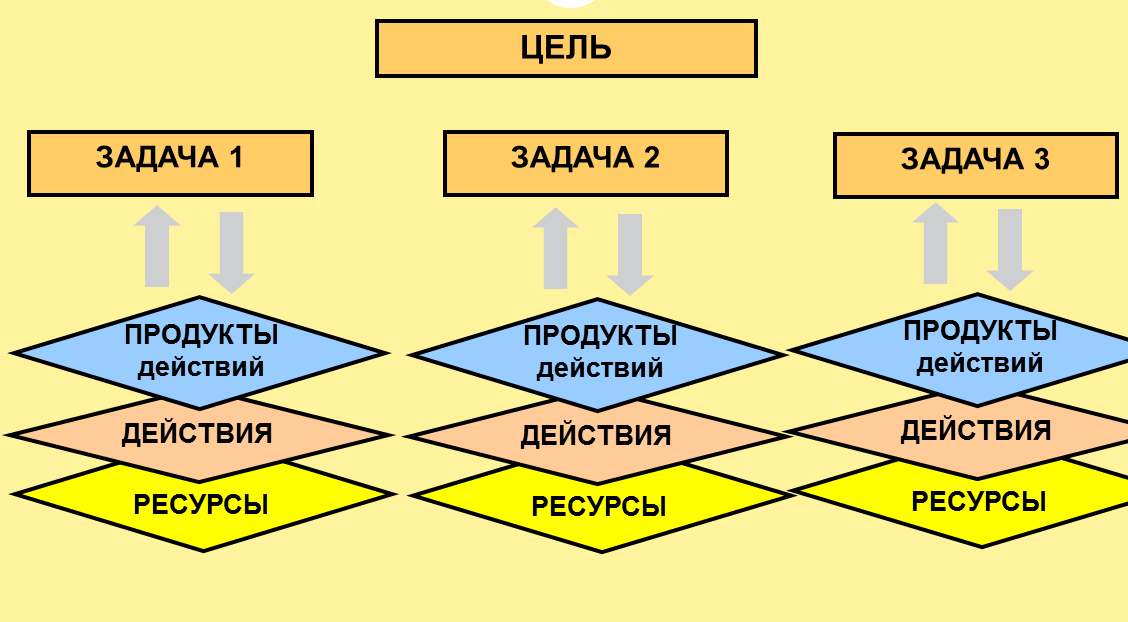 ЦЕЛЬ
ЗАДАЧА 1
ЗАДАЧА 2
ЗАДАЧА 3
ПРОДУКТЫ
действий
ПРОДУКТЫ
действий
ПРОДУКТЫ
действий
ДЕЙСТВИЯ
ДЕЙСТВИЯ
ДЕЙСТВИЯ
РЕСУРСЫ
РЕСУРСЫ
РЕСУРСЫ